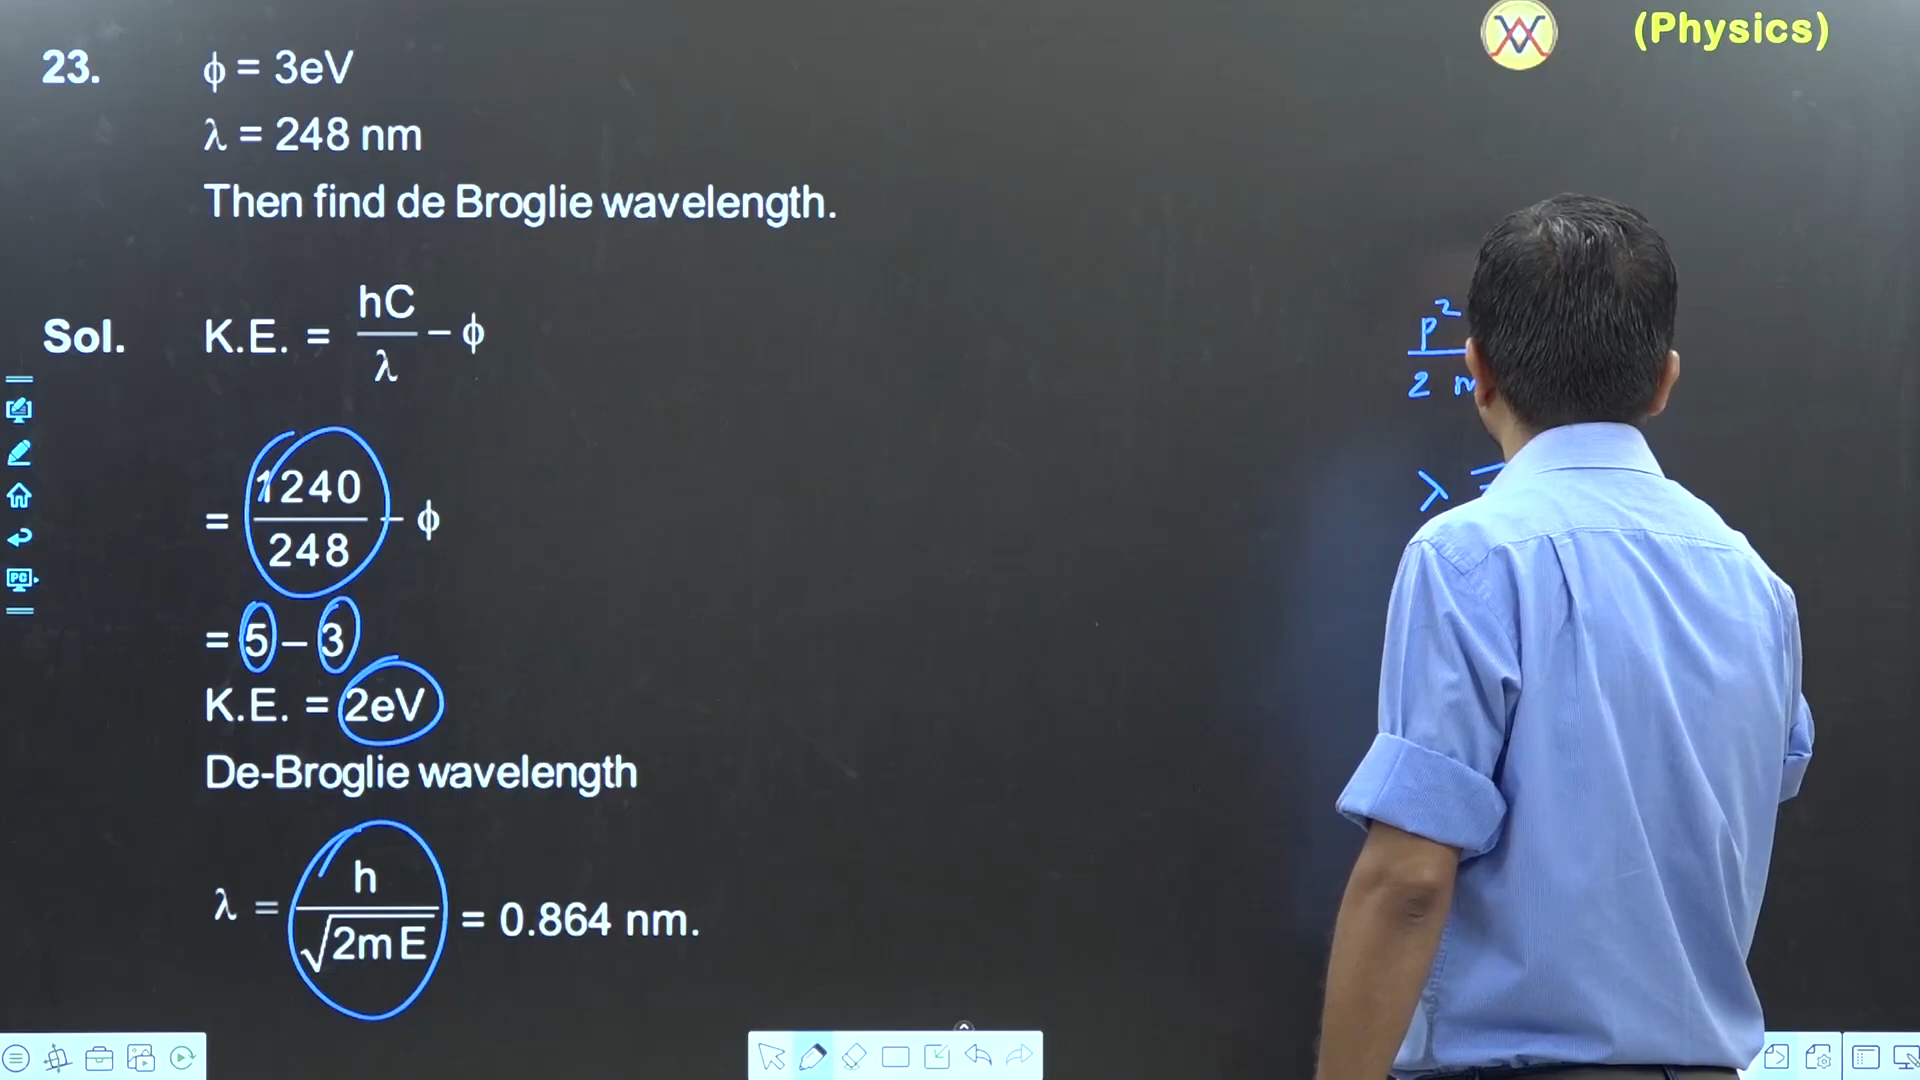 (Physics)
23. ϕ = 3eV
λ = 248 nm
Then find de Broglie wavelength.
Sol. K.E. = hC/λ − ϕ
= 1240/248 − ϕ
= 5 − 3
K.E. = 2eV
De-Broglie wavelength
λ = h/√2mE = 0.864 nm.
p²/2
λ =
PC